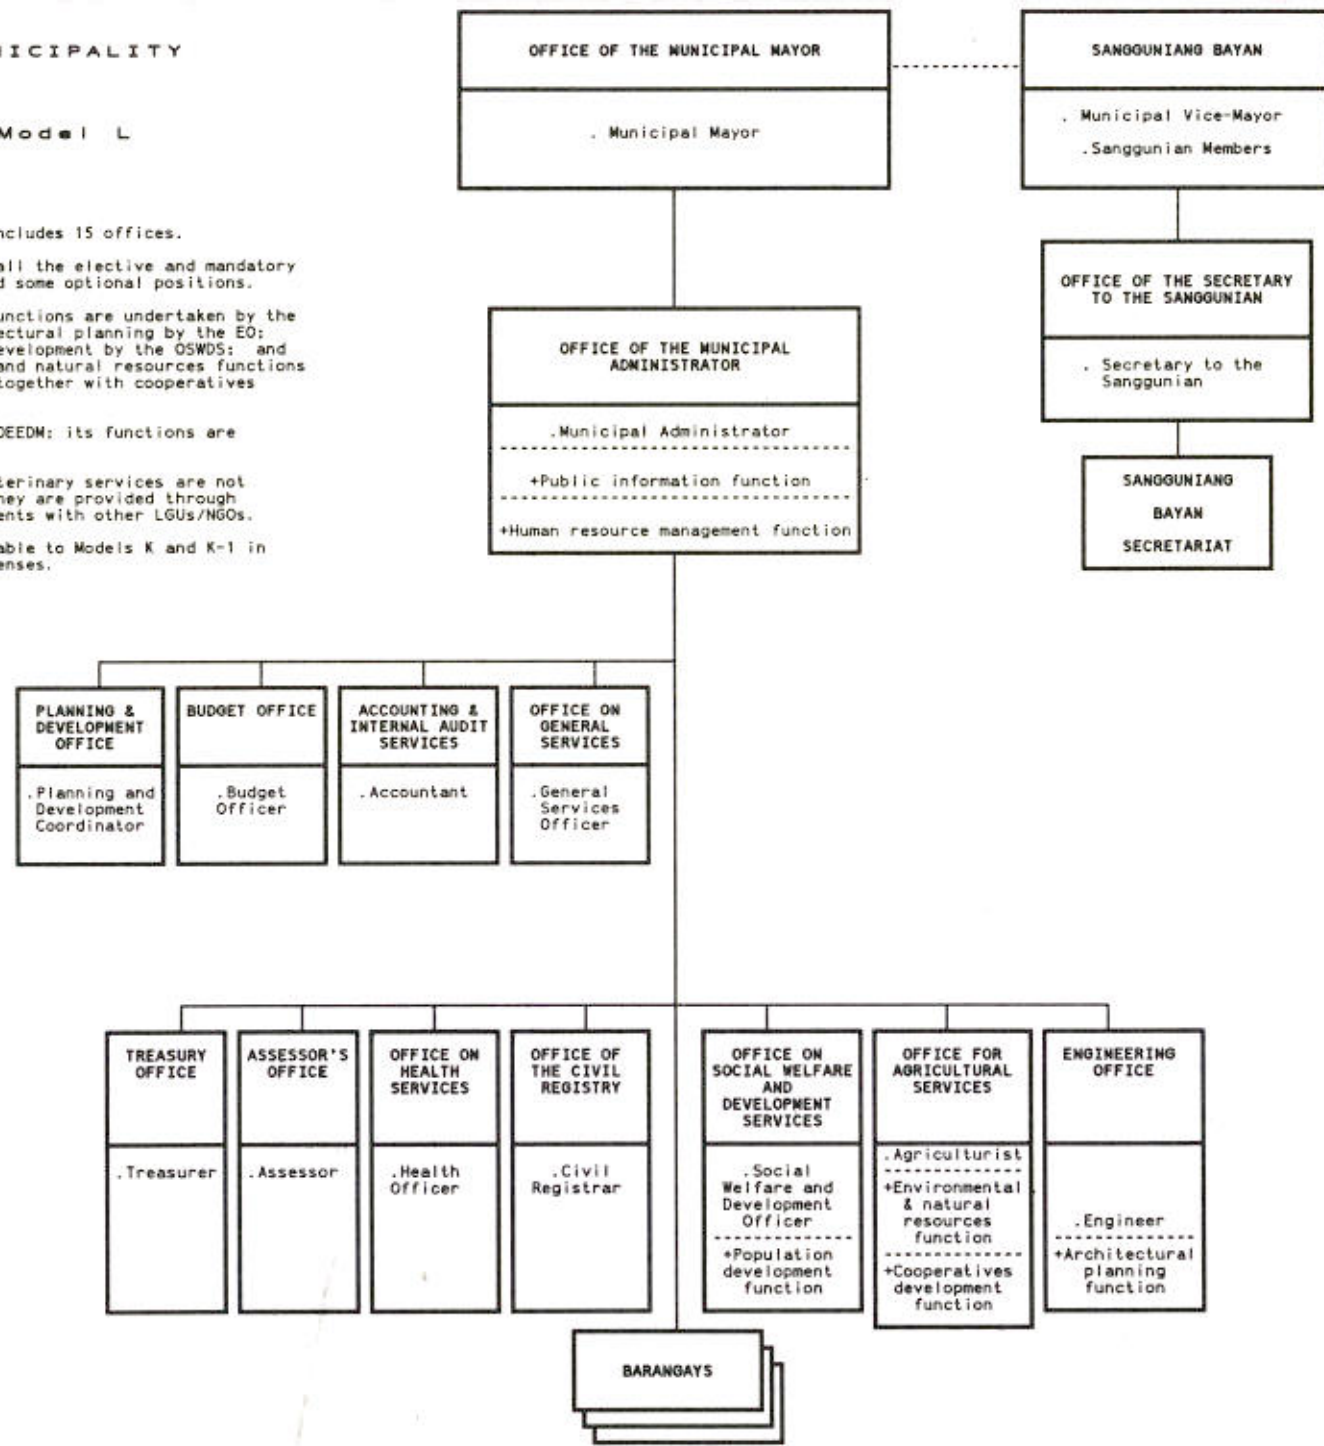 NICIPALITY
Model L
ncludes 15 offices.
all the elective and mandatory
d some optional positions.
unctions are undertaken by the
ectural planning by the EO;
evelopment by the OSWDS; and
and natural resources functions
together with cooperatives
OEEDM; its functions are
terinary services are not
hey are provided through
ents with other LGUs/NGOs.
able to Models K and K-1 in
enses.
OFFICE OF THE MUNICIPAL MAYOR
. Municipal Mayor
SANGGUNIANG BAYAN
. Municipal Vice-Mayor
.Sanggunian Members
OFFICE OF THE SECRETARY
TO THE SANGGUNIAN
. Secretary to the
Sanggunian
SANGGUNIANG
BAYAN
SECRETARIAT
OFFICE OF THE MUNICIPAL
ADMINISTRATOR
.Municipal Administrator
+Public information function
+Human resource management function
PLANNING &
DEVELOPMENT
OFFICE
.Planning and
Development
Coordinator
BUDGET OFFICE
.Budget
Officer
ACCOUNTING &
INTERNAL AUDIT
SERVICES
.Accountant
OFFICE ON
GENERAL
SERVICES
.General
Services
Officer
TREASURY
OFFICE
.Treasurer
ASSESSOR'S
OFFICE
.Assessor
OFFICE ON
HEALTH
SERVICES
.Health
Officer
OFFICE OF
THE CIVIL
REGISTRY
.Civil
Registrar
OFFICE ON
SOCIAL WELFARE
AND
DEVELOPMENT
SERVICES
.Social
Welfare and
Development
Officer
+Population
development
function
OFFICE FOR
AGRICULTURAL
SERVICES
.Agriculturist
+Environmental
& natural
resources
function
+Cooperatives
development
function
ENGINEERING
OFFICE
.Engineer
+Architectural
planning
function
BARANGAYS